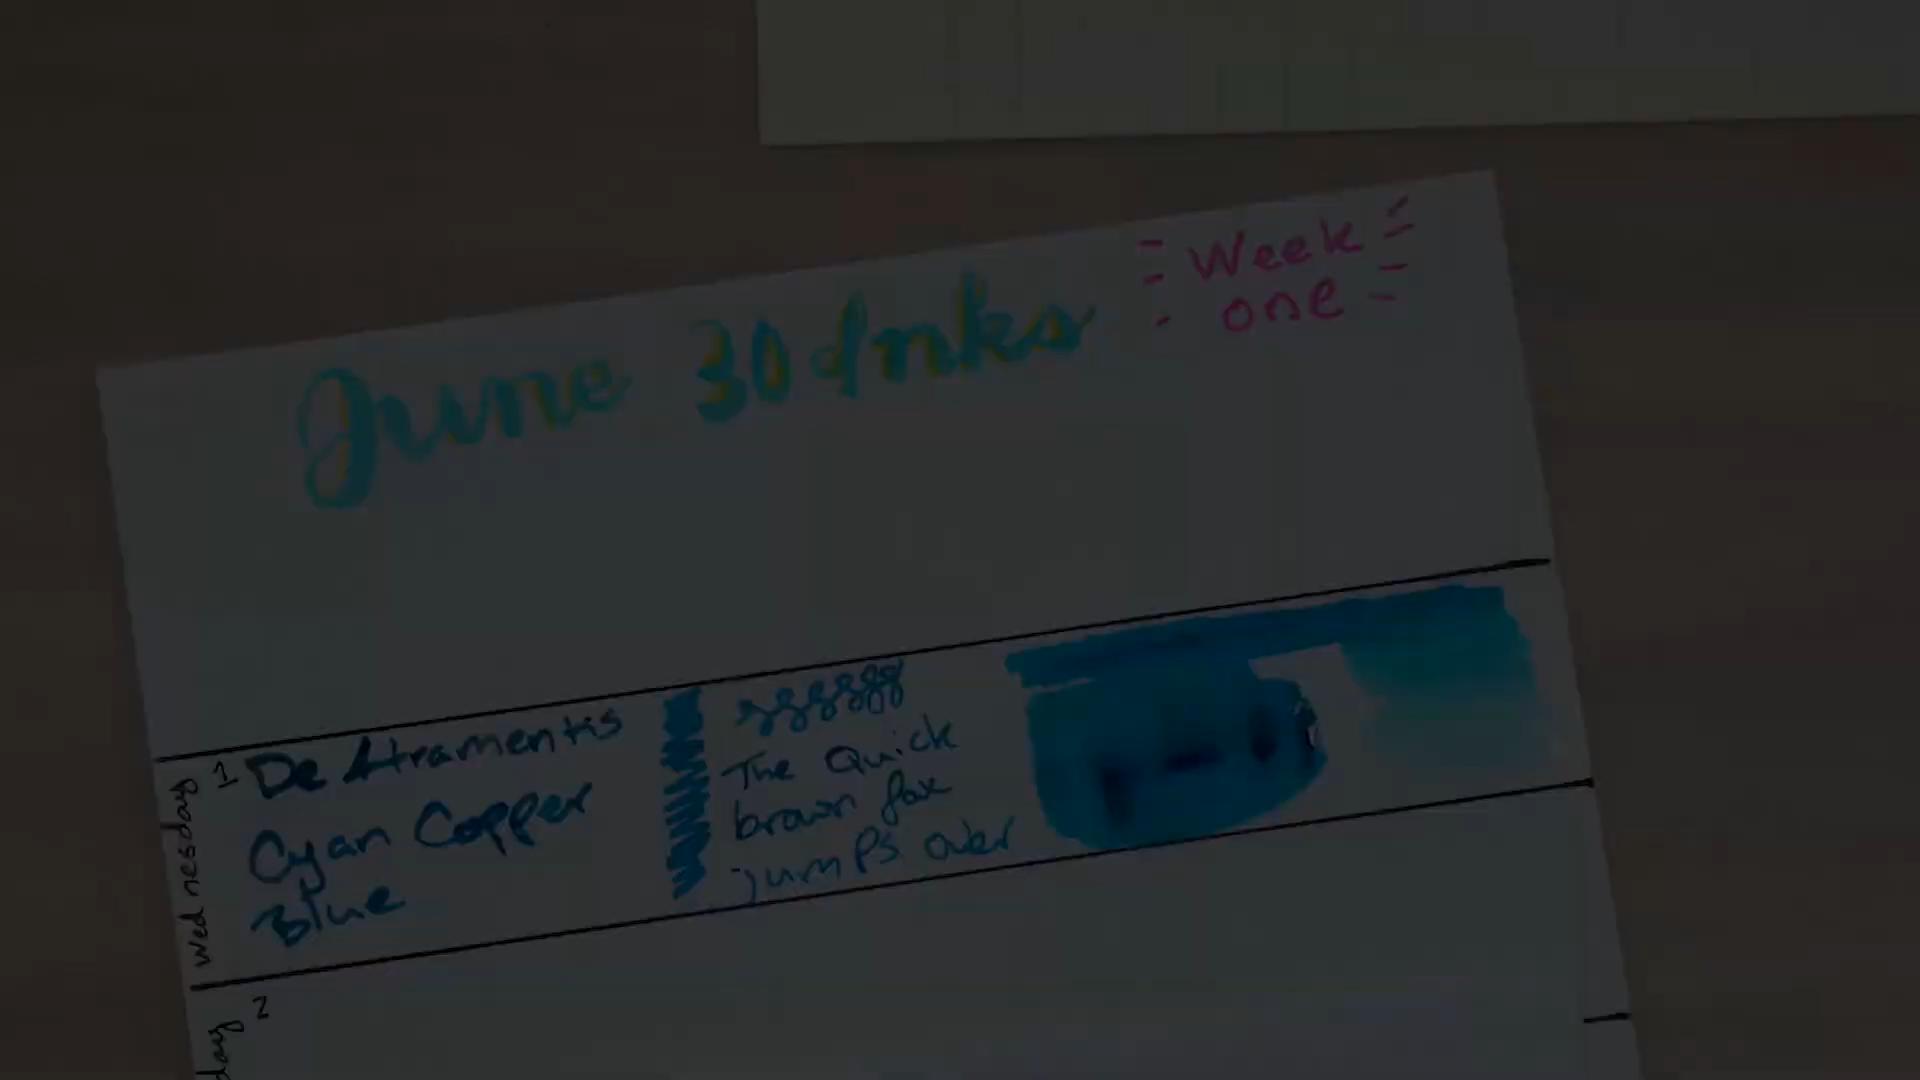 June 30 Inks
Week
one
Wednesday
1
De Atramentis
Cyan Copper
Blue
The Quick
brown fox
jumps over
2
day